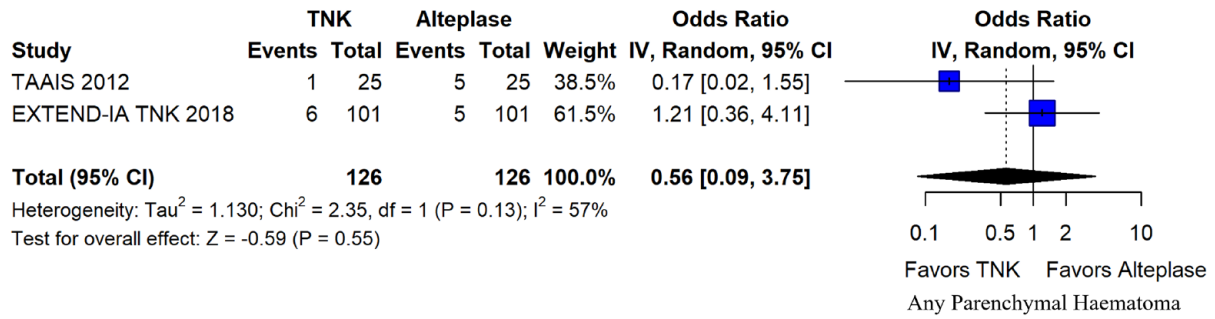 TNK Alteplase Odds Ratio Odds Ratio
Study Events Total Events Total Weight IV, Random, 95% CI IV, Random, 95% CI
TAAIS 2012 1 25 5 25 38.5% 0.17 [0.02, 1.55]
EXTEND-IA TNK 2018 6 101 5 101 61.5% 1.21 [0.36, 4.11]
Total (95% CI) 126 126 100.0% 0.56 [0.09, 3.75]
Heterogeneity: Tau² = 1.130; Chi² = 2.35, df = 1 (P = 0.13); I² = 57%
Test for overall effect: Z = -0.59 (P = 0.55)
0.1 0.5 1 2 10
Favors TNK Favors Alteplase
Any Parenchymal Haematoma